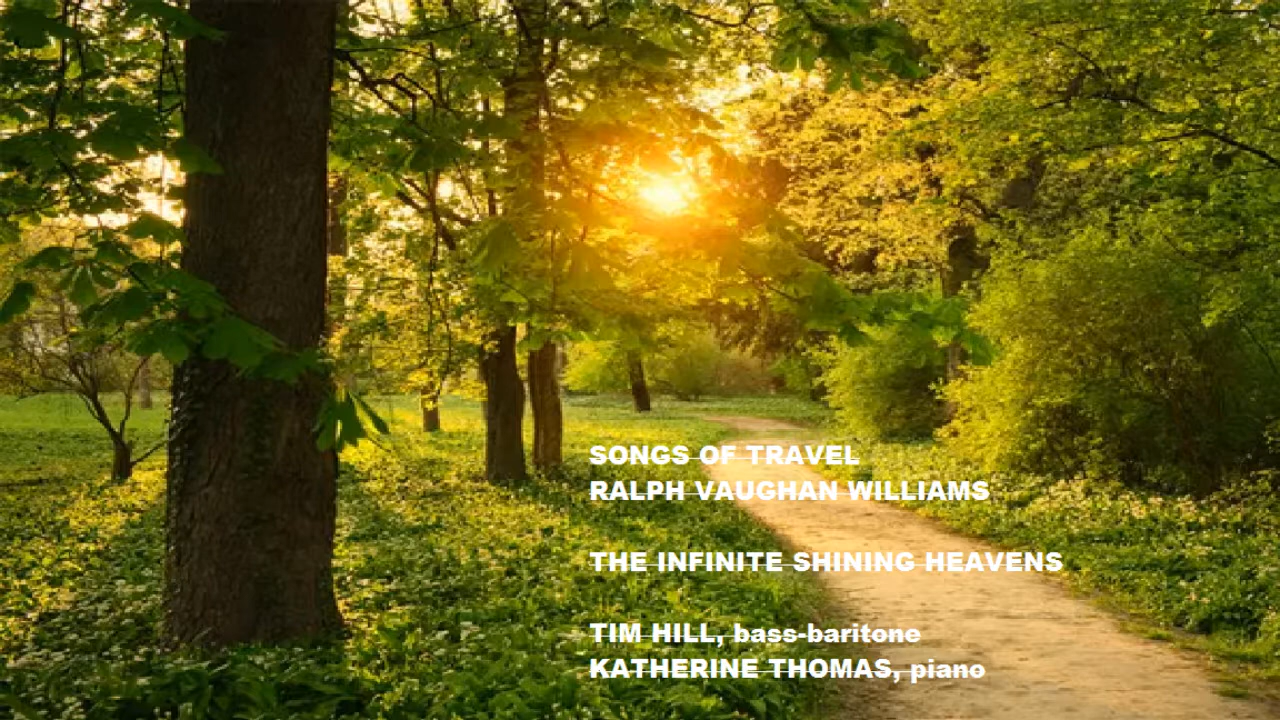 SONGS OF TRAVEL
RALPH VAUGHAN WILLIAMS
THE INFINITE SHINING HEAVENS
TIM HILL, bass-baritone
KATHERINE THOMAS, piano